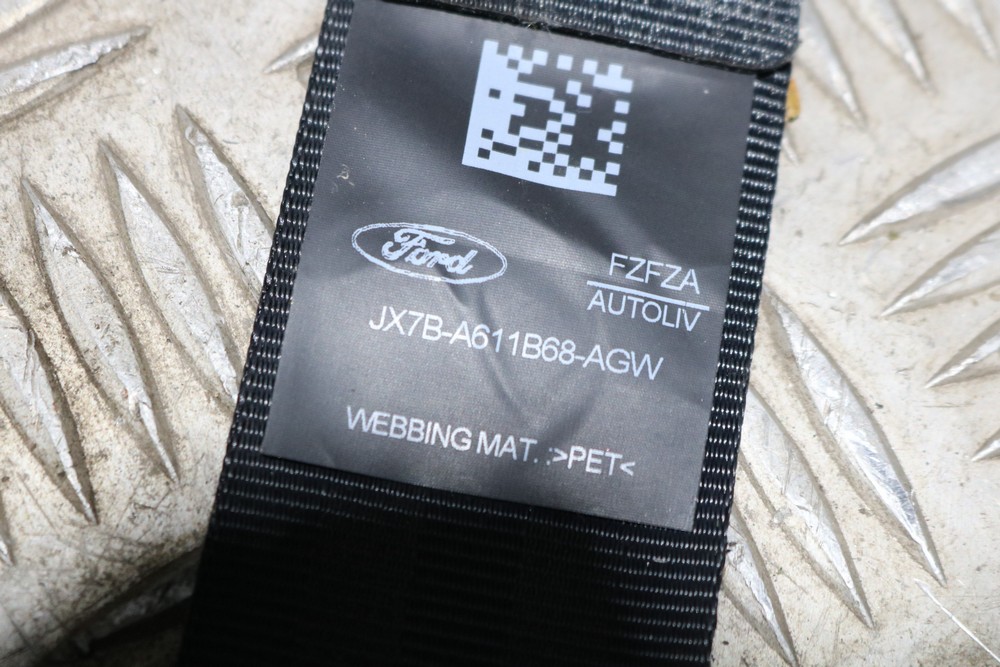 Ford
FZFZA
AUTOLIV
JX7B-A611B68-AGW
WEBBING MAT. :>PET<